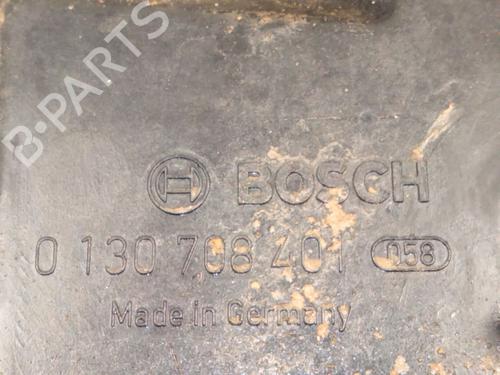 B-PARTS
BOSCH
0 130 708 401 058
Made in Germany